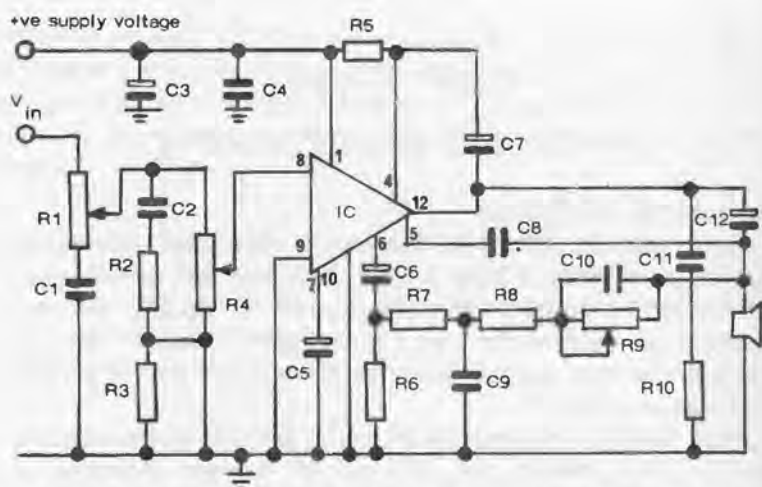 +ve supply voltage
R5
C3
C4
V in
C7
1
4
8
12
IC
R1
C2
9
5
C8
C12
6
10
7
C6
C10
C11
R2
R4
C1
R7
R8
R9
C5
R3
R6
C9
R10